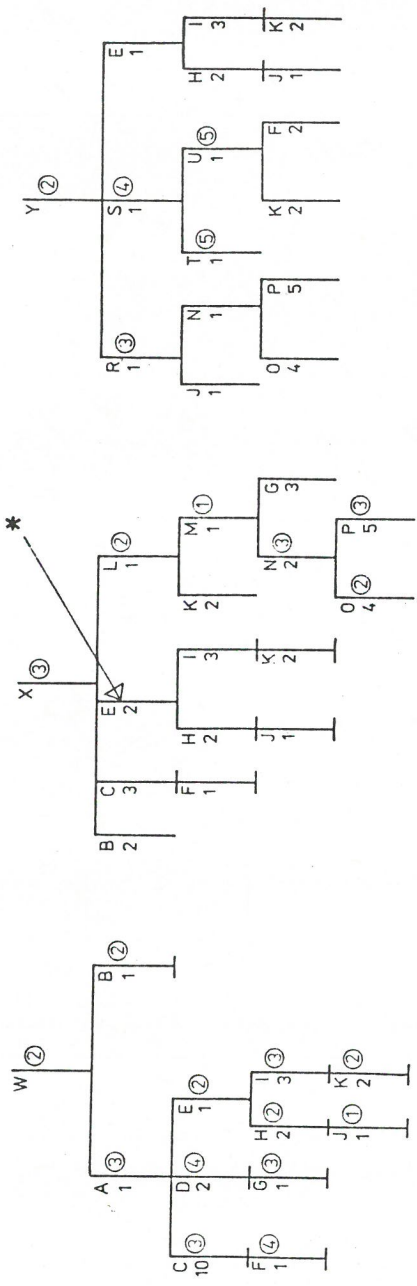 W ②
A ③ B ②
1 1
C ③ D ④ E ②
10 2 1
F ④ G ③ H ② I ③
1 1 2 3
J ① K ②
1 2
*
X ③
B C E L ②
2 3 2 1
F H I K M ①
1 2 3 2 1
J K N ③ G
1 2 2 3
O ② P ③
4 5
Y ②
R ③ S ④ E
1 1 1
J N T ⑤ U ⑤ H I
1 1 1 1 2 3
O P K F J K
4 5 2 2 1 2